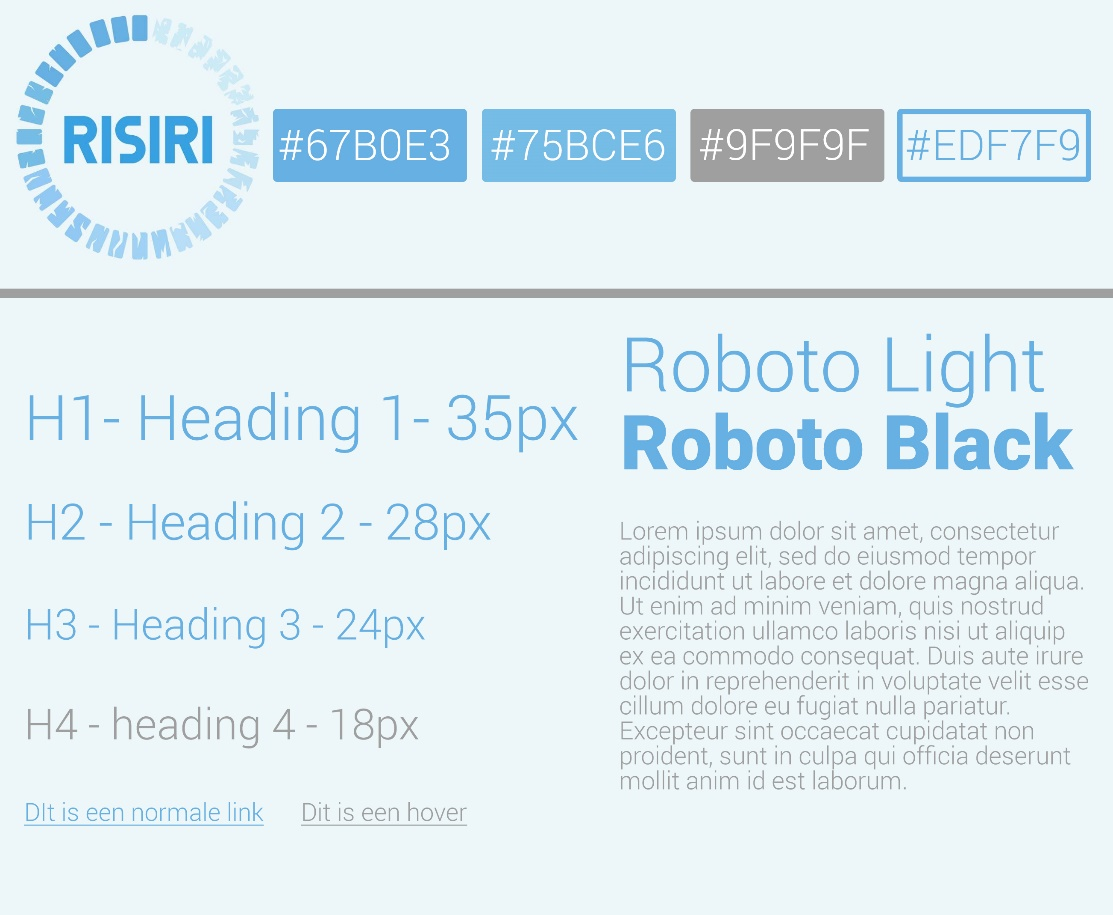 RISIRI
#67B0E3
#75BCE6
#9F9F9F
#EDF7F9
H1- Heading 1- 35px
H2 - Heading 2 - 28px
H3 - Heading 3 - 24px
H4 - heading 4 - 18px
DIt is een normale link
Dit is een hover
Roboto Light
Roboto Black
Lorem ipsum dolor sit amet, consectetur
adipiscing elit, sed do eiusmod tempor
incididunt ut labore et dolore magna aliqua.
Ut enim ad minim veniam, quis nostrud
exercitation ullamco laboris nisi ut aliquip
ex ea commodo consequat. Duis aute irure
dolor in reprehenderit in voluptate velit esse
cillum dolore eu fugiat nulla pariatur.
Excepteur sint occaecat cupidatat non
proident, sunt in culpa qui officia deserunt
mollit anim id est laborum.